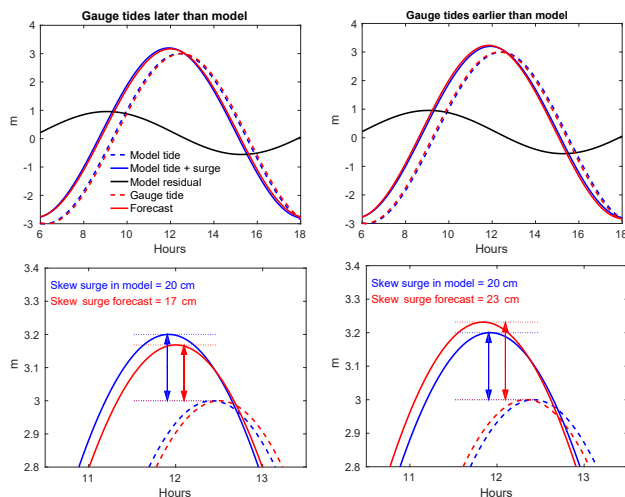 Gauge tides later than model
4
3
2
1
0
-1
-2
-3
6
8
10
12
14
16
18
m
Hours
Model tide
Model tide + surge
Model residual
Gauge tide
Forecast
Gauge tides earlier than model
4
3
2
1
0
-1
-2
-3
6
8
10
12
14
16
18
m
Hours
3.4
3.3
3.2
3.1
3
2.9
2.8
11
12
13
m
Hours
Skew surge in model = 20 cm
Skew surge forecast = 17 cm
3.4
3.3
3.2
3.1
3
2.9
2.8
11
12
13
m
Hours
Skew surge in model = 20 cm
Skew surge forecast = 23 cm